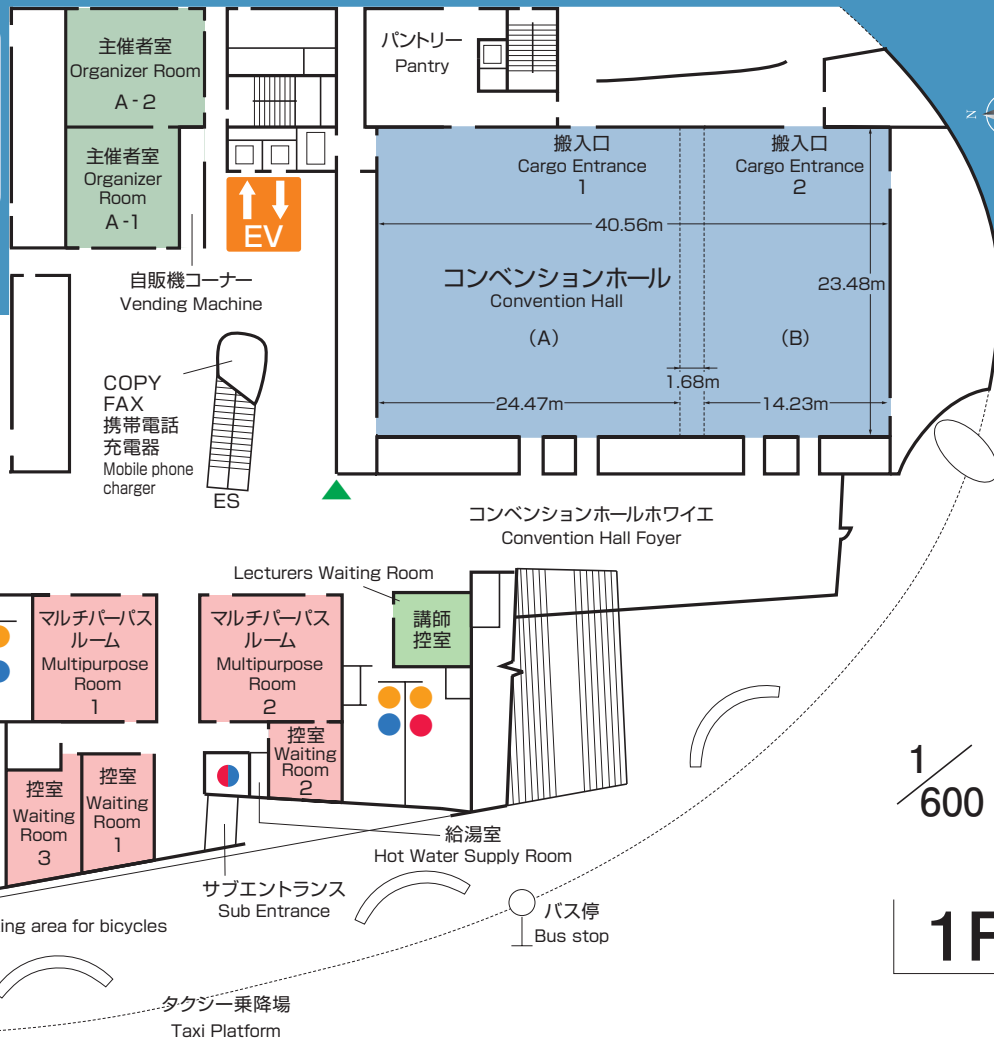 主催者室
Organizer Room
A-2
主催者室
Organizer
Room
A-1
パントリー
Pantry
N
搬入口
Cargo Entrance
1
搬入口
Cargo Entrance
2
EV
40.56m
コンベンションホール
Convention Hall
23.48m
(A)
(B)
1.68m
24.47m
14.23m
自販機コーナー
Vending Machine
COPY
FAX
携帯電話
充電器
Mobile phone
charger
ES
コンベンションホールホワイエ
Convention Hall Foyer
Lecturers Waiting Room
講師
控室
マルチパーパス
ルーム
Multipurpose
Room
1
マルチパーパス
ルーム
Multipurpose
Room
2
控室
Waiting
Room
2
控室
Waiting
Room
3
控室
Waiting
Room
1
給湯室
Hot Water Supply Room
サブエントランス
Sub Entrance
ing area for bicycles
バス停
Bus stop
タクシー乗降場
Taxi Platform
1/600
1F